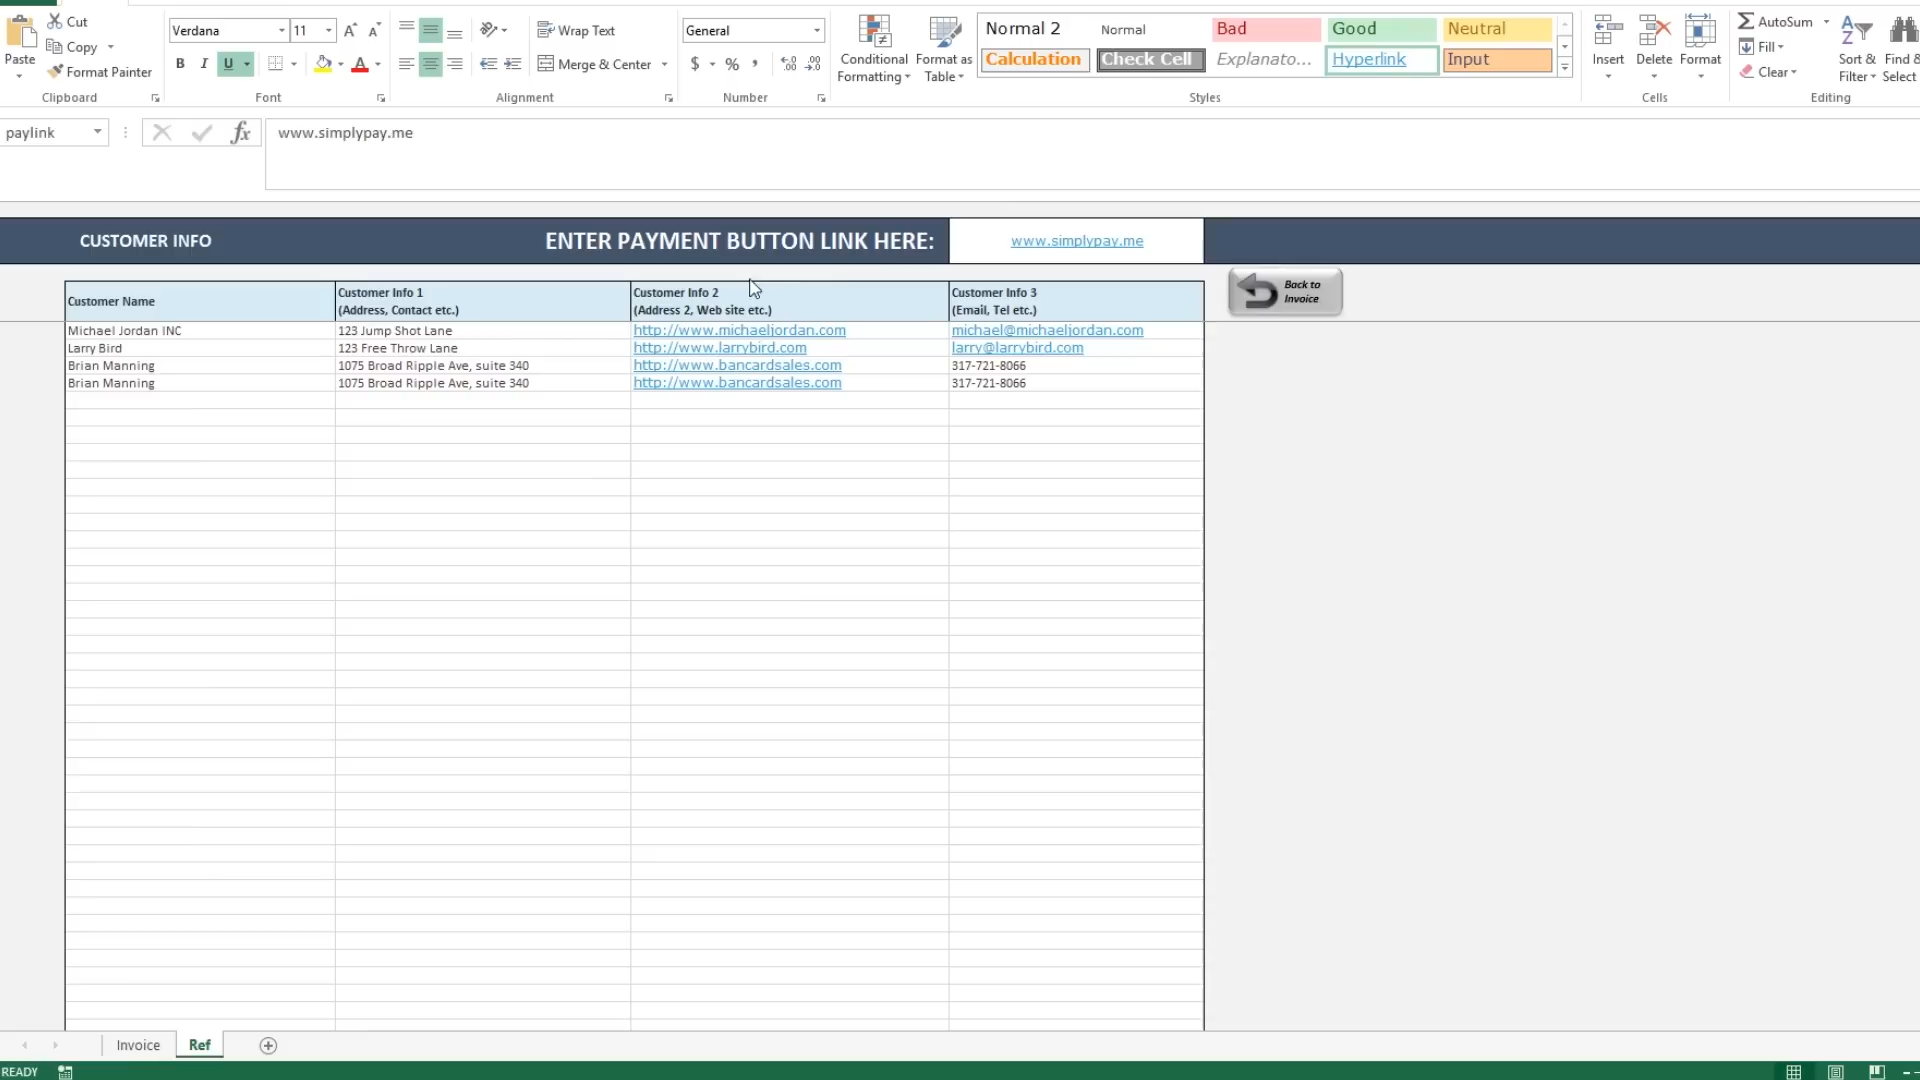 Cut
Copy
Format Painter
Paste
Clipboard
Verdana 11
B I U
Font
Wrap Text
Merge & Center
Alignment
General
$ % ,
Number
Conditional Formatting
Format as Table
Normal 2 Normal Bad Good Neutral
Calculation Check Cell Explanato... Hyperlink Input
Styles
Insert Delete Format
Cells
AutoSum
Fill
Clear
Sort & Filter
Find & Select
Editing
paylink fx www.simplypay.me
CUSTOMER INFO ENTER PAYMENT BUTTON LINK HERE: www.simplypay.me
Customer Name
Customer Info 1
(Address, Contact etc.)
Customer Info 2
(Address 2, Web site etc.)
Customer Info 3
(Email, Tel etc.)
Back to
Invoice
Michael Jordan INC 123 Jump Shot Lane http://www.michaeljordan.com michael@michaeljordan.com
Larry Bird 123 Free Throw Lane http://www.larrybird.com larry@larrybird.com
Brian Manning 1075 Broad Ripple Ave, suite 340 http://www.bancardsales.com 317-721-8066
Brian Manning 1075 Broad Ripple Ave, suite 340 http://www.bancardsales.com 317-721-8066
Invoice Ref
READY